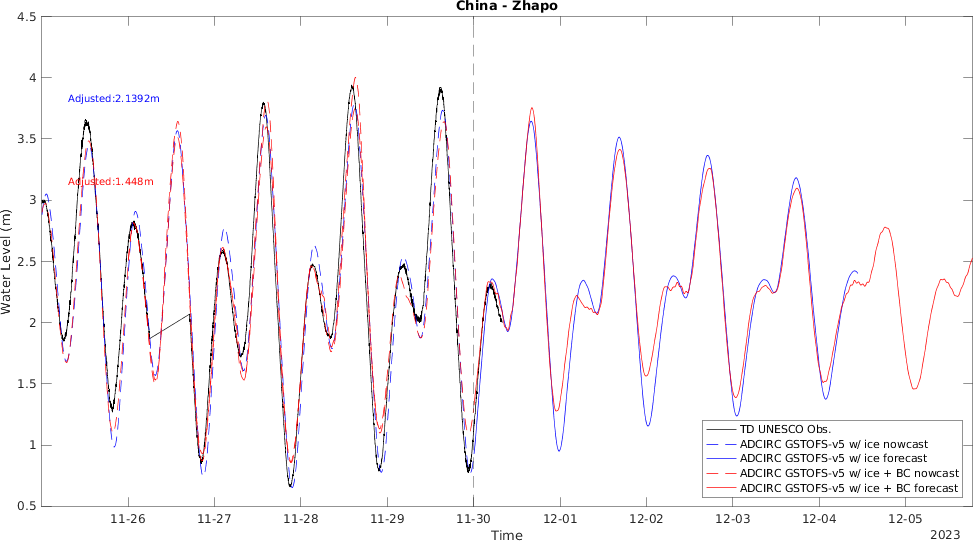 China - Zhapo
4.5
4
3.5
3
2.5
2
1.5
1
0.5
Water Level (m)
Adjusted:2.1392m
Adjusted:1.448m
TD UNESCO Obs.
ADCIRC GSTOFS-v5 w/ ice nowcast
ADCIRC GSTOFS-v5 w/ ice forecast
ADCIRC GSTOFS-v5 w/ ice + BC nowcast
ADCIRC GSTOFS-v5 w/ ice + BC forecast
11-26 11-27 11-28 11-29 11-30 12-01 12-02 12-03 12-04 12-05
Time
2023